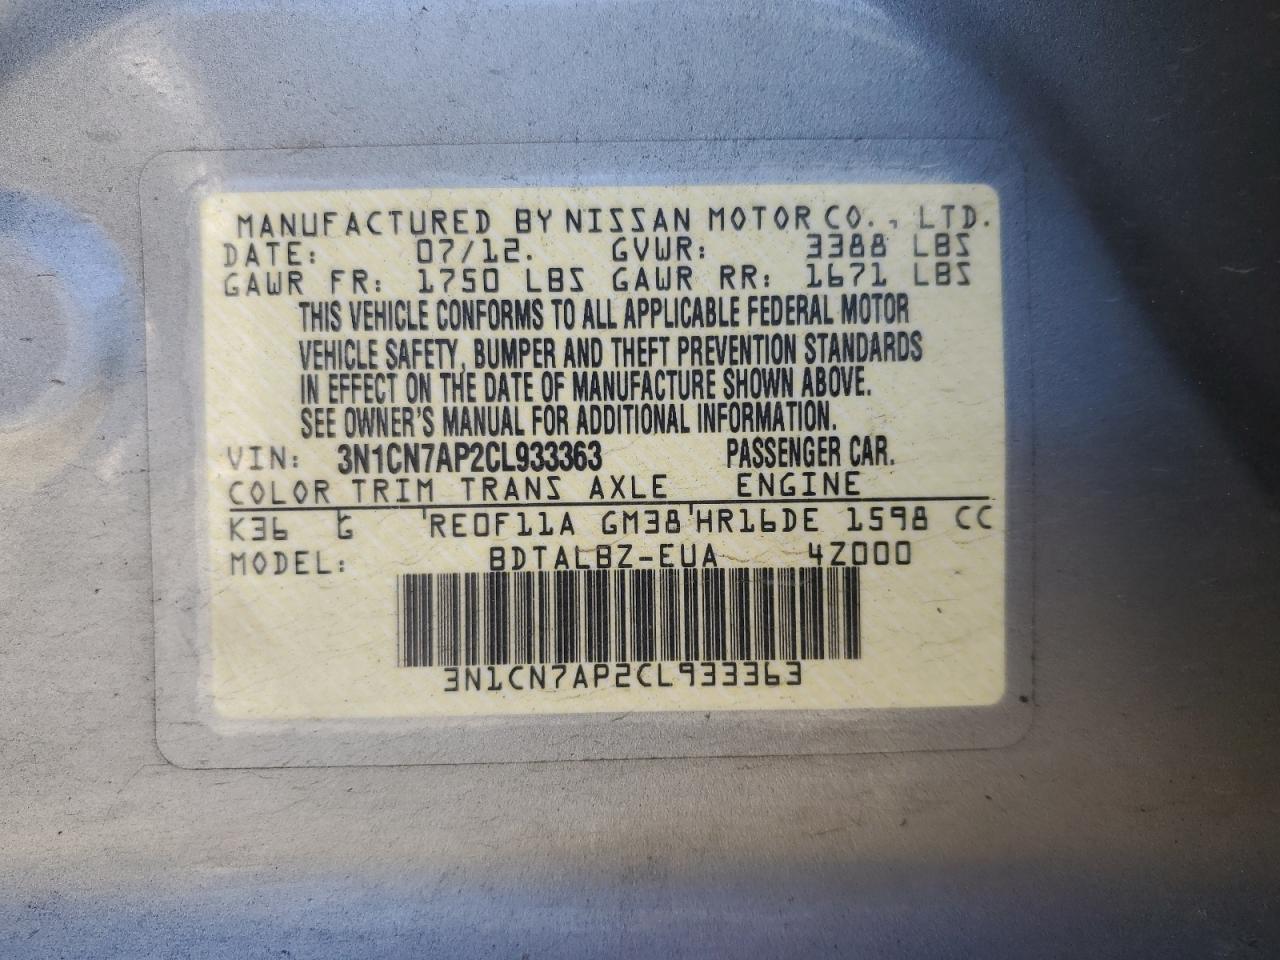 MANUFACTURED BY NISSAN MOTOR CO., LTD.
DATE: 07/12. GVWR: 3388 LBS
GAWR FR: 1750 LBS GAWR RR: 1671 LBS
THIS VEHICLE CONFORMS TO ALL APPLICABLE FEDERAL MOTOR
VEHICLE SAFETY, BUMPER AND THEFT PREVENTION STANDARDS
IN EFFECT ON THE DATE OF MANUFACTURE SHOWN ABOVE.
SEE OWNER'S MANUAL FOR ADDITIONAL INFORMATION.
VIN: 3N1CN7AP2CL933363 PASSENGER CAR.
COLOR TRIM TRANS AXLE ENGINE
K36 G RE0F11A GM38 HR16DE 1598 CC
MODEL: BDTALBZ-EUA 4Z000
3N1CN7AP2CL933363